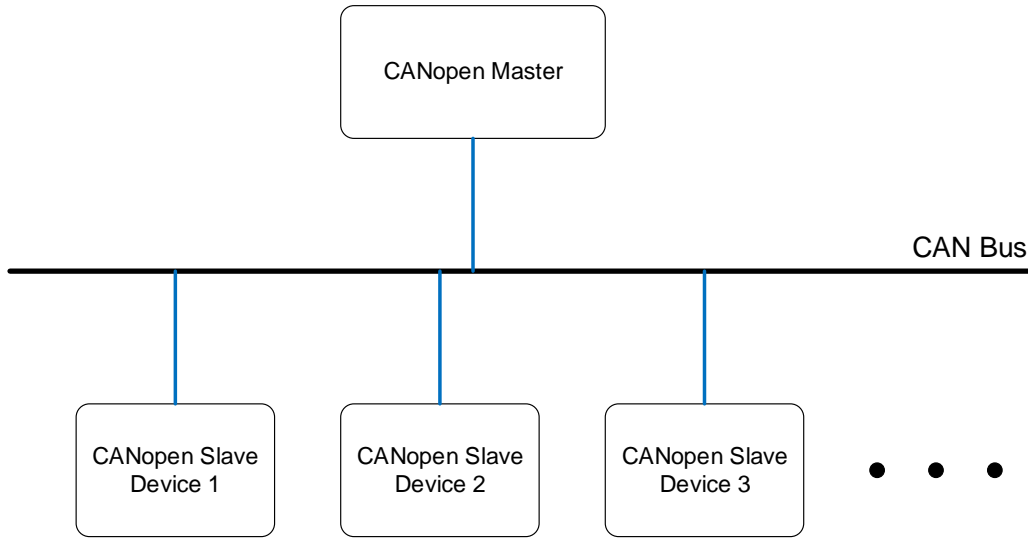 CANopen Master
CAN Bus
CANopen Slave
Device 1
CANopen Slave
Device 2
CANopen Slave
Device 3